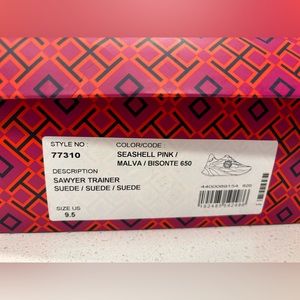 STYLE NO : COLOR/CODE :
77310 SEASHELL PINK /
MALVA / BISONTE 650
DESCRIPTION
SAWYER TRAINER
SUEDE / SUEDE / SUEDE
SIZE US
9.5